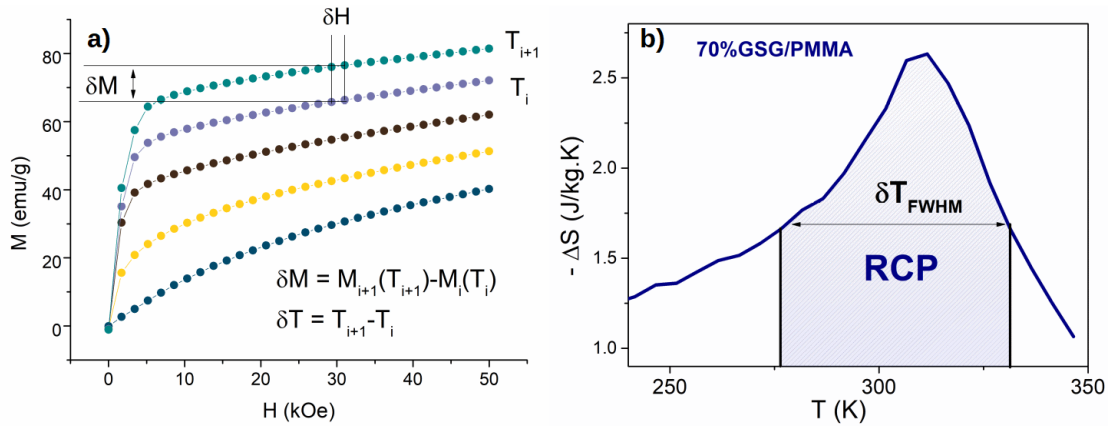 a)
δH
T_{i+1}
δM
T_i
80
60
40
20
0
M (emu/g)
δM = M_{i+1}(T_{i+1})-M_i(T_i)
δT = T_{i+1}-T_i
0 10 20 30 40 50
H (kOe)
b)
70%GSG/PMMA
2.5
2.0
1.5
1.0
- ΔS (J/kg.K)
δT_{FWHM}
RCP
250 300 350
T (K)